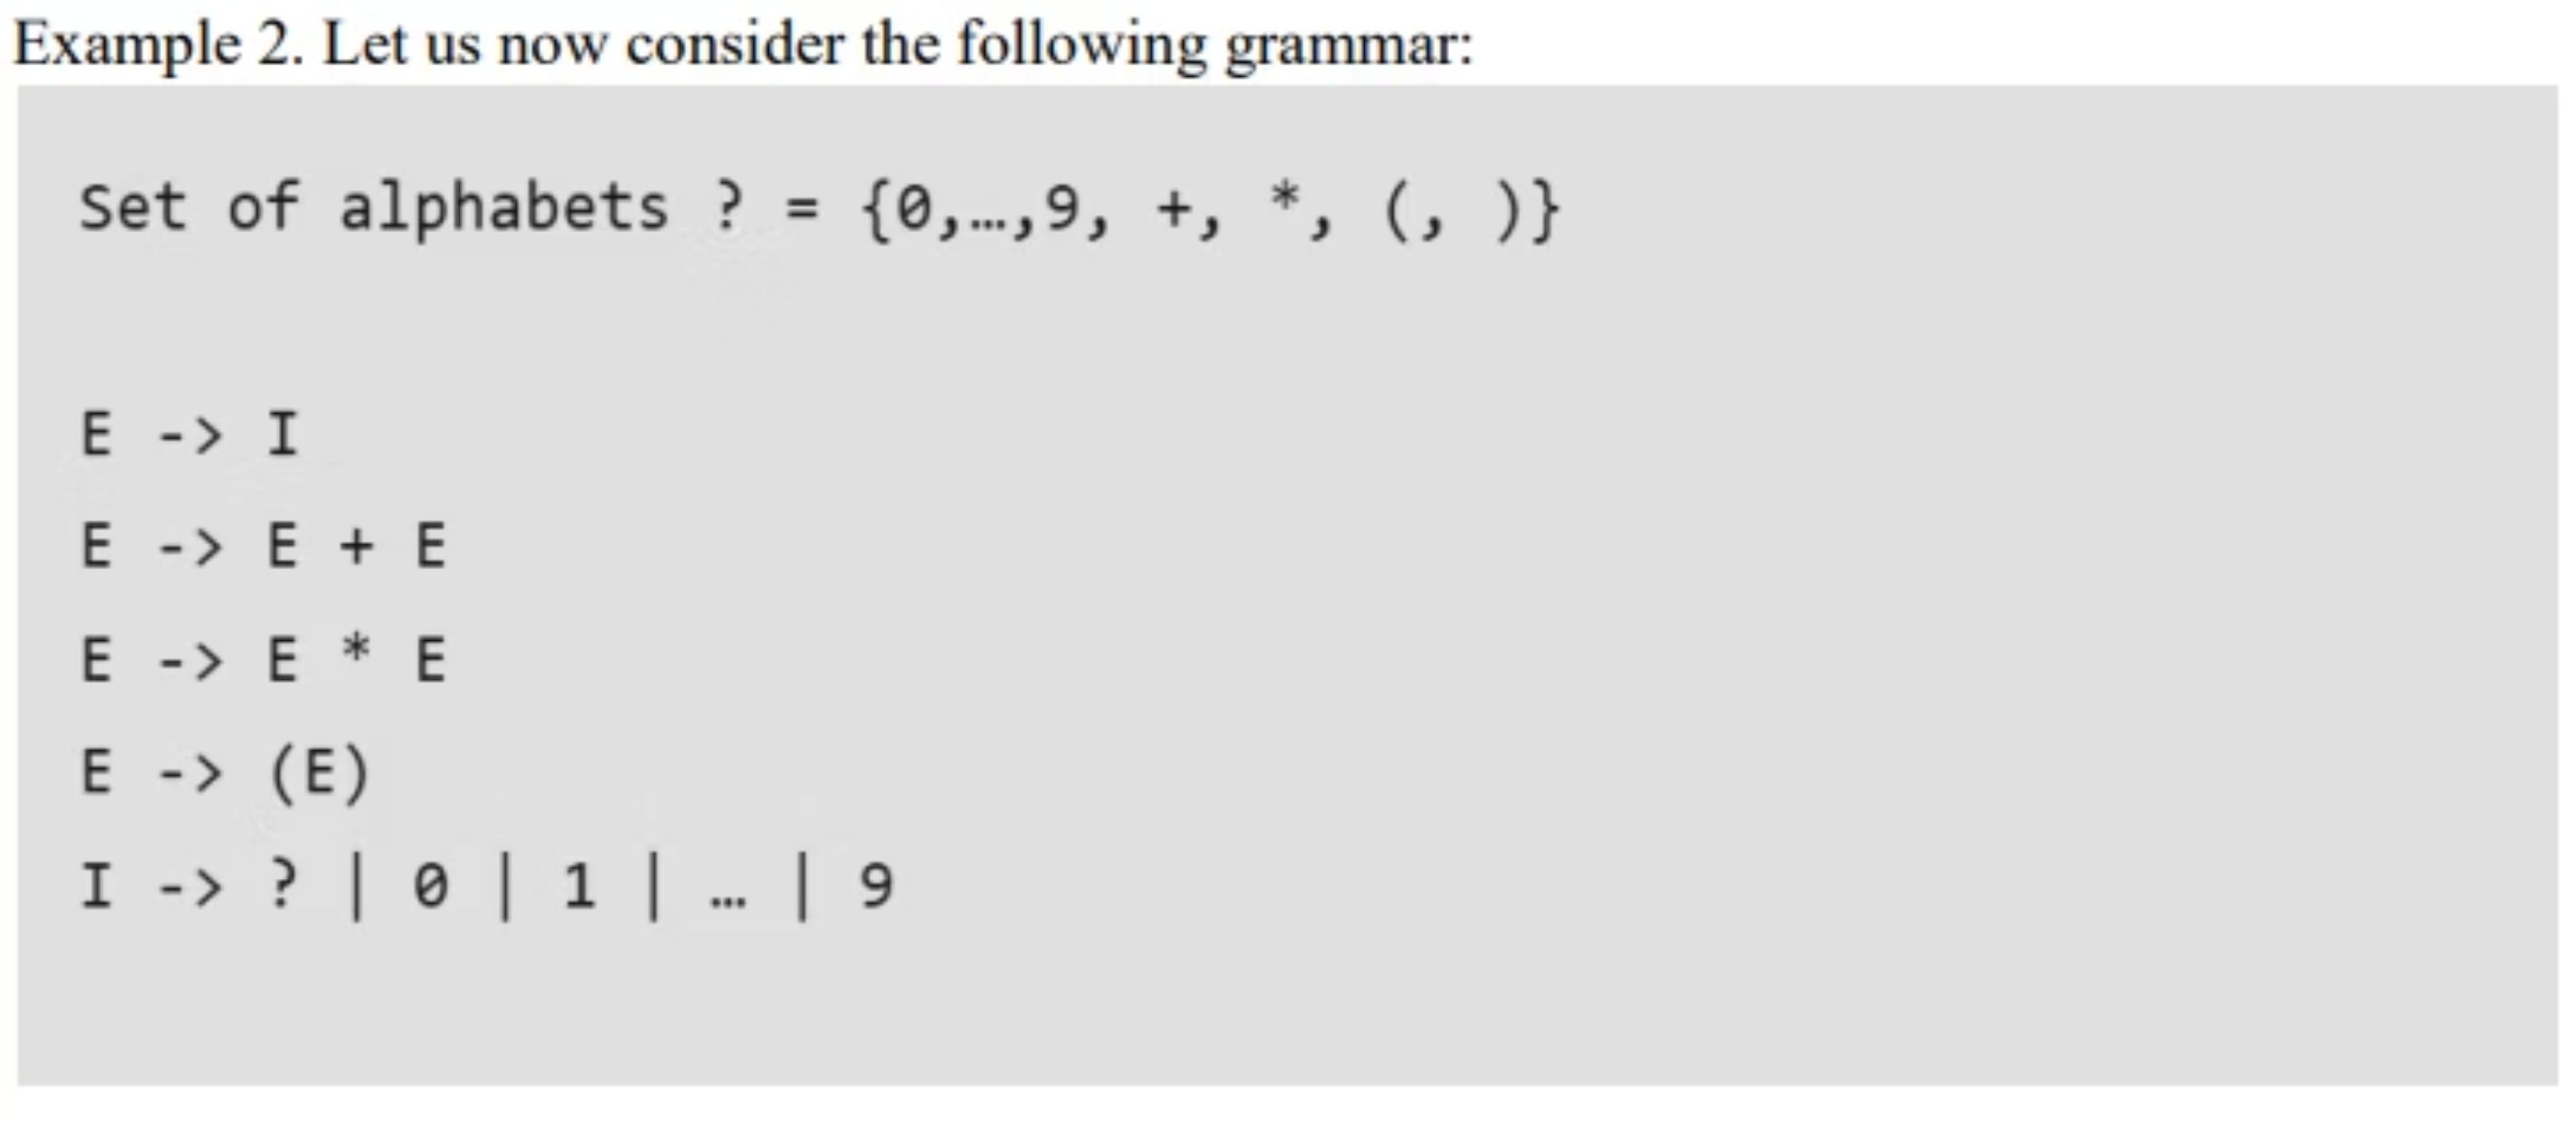 Example 2. Let us now consider the following grammar:
Set of alphabets ? = {0,…,9, +, *, (, )}
E -> I
E -> E + E
E -> E * E
E -> (E)
I -> ? | 0 | 1 | … | 9